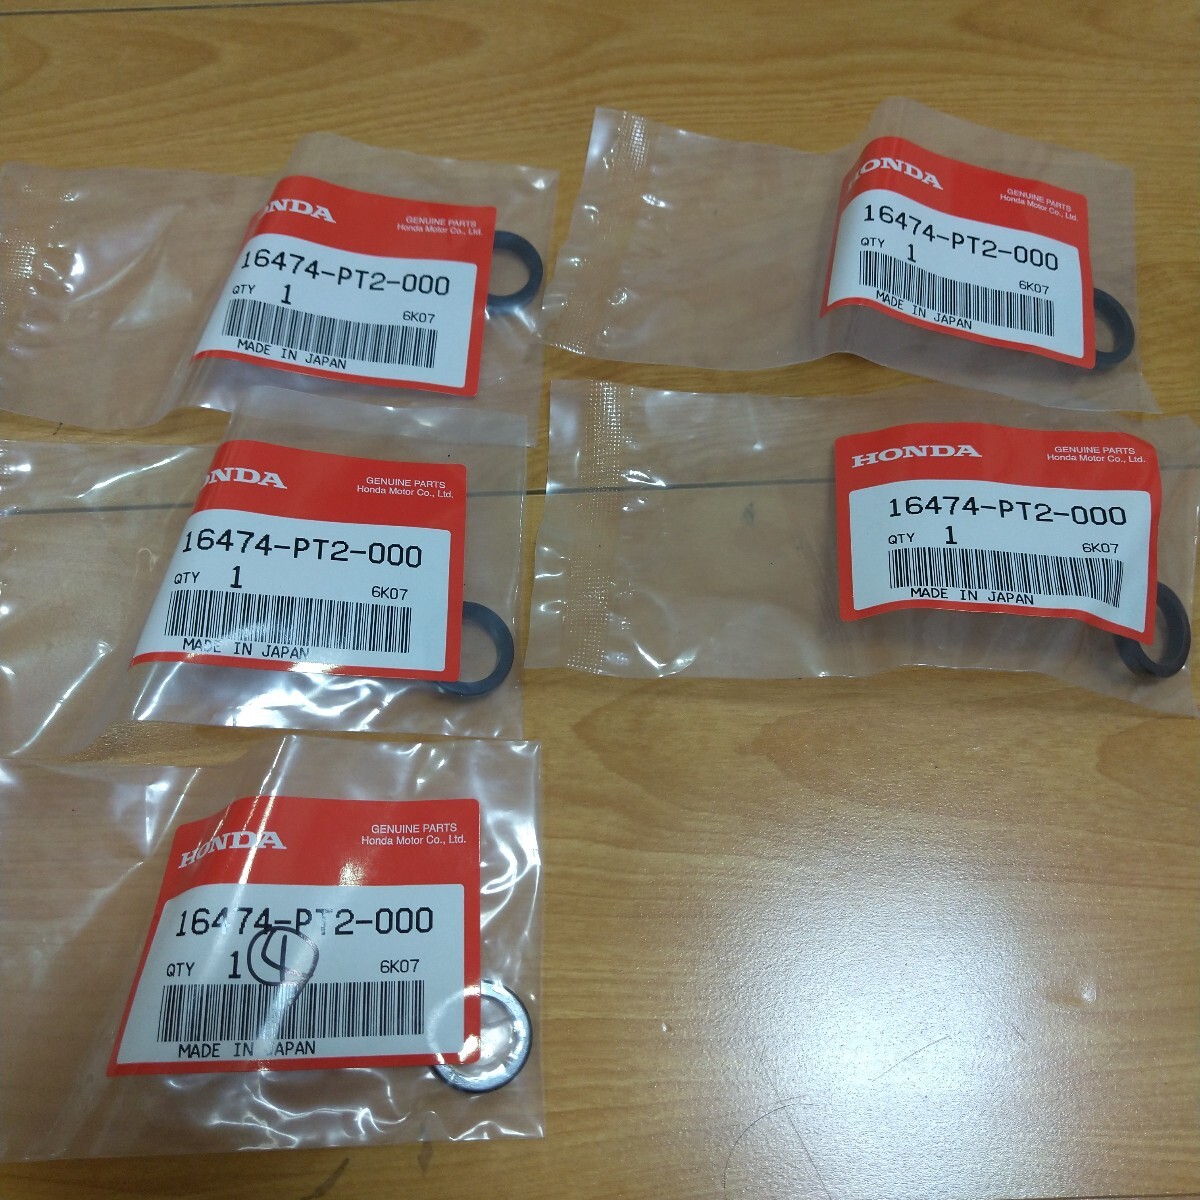 HONDA
GENUINE PARTS
Honda Motor Co., Ltd.
16474-PT2-000
QTY 1
6K07
MADE IN JAPAN
HONDA
GENUINE PARTS
Honda Motor Co., Ltd.
16474-PT2-000
QTY 1
6K07
MADE IN JAPAN
HONDA
GENUINE PARTS
Honda Motor Co., Ltd.
16474-PT2-000
QTY 1
6K07
MADE IN JAPAN
HONDA
GENUINE PARTS
Honda Motor Co., Ltd.
16474-PT2-000
QTY 1
6K07
MADE IN JAPAN
HONDA
GENUINE PARTS
Honda Motor Co., Ltd.
16474-PT2-000
QTY 1
6K07
MADE IN JAPAN